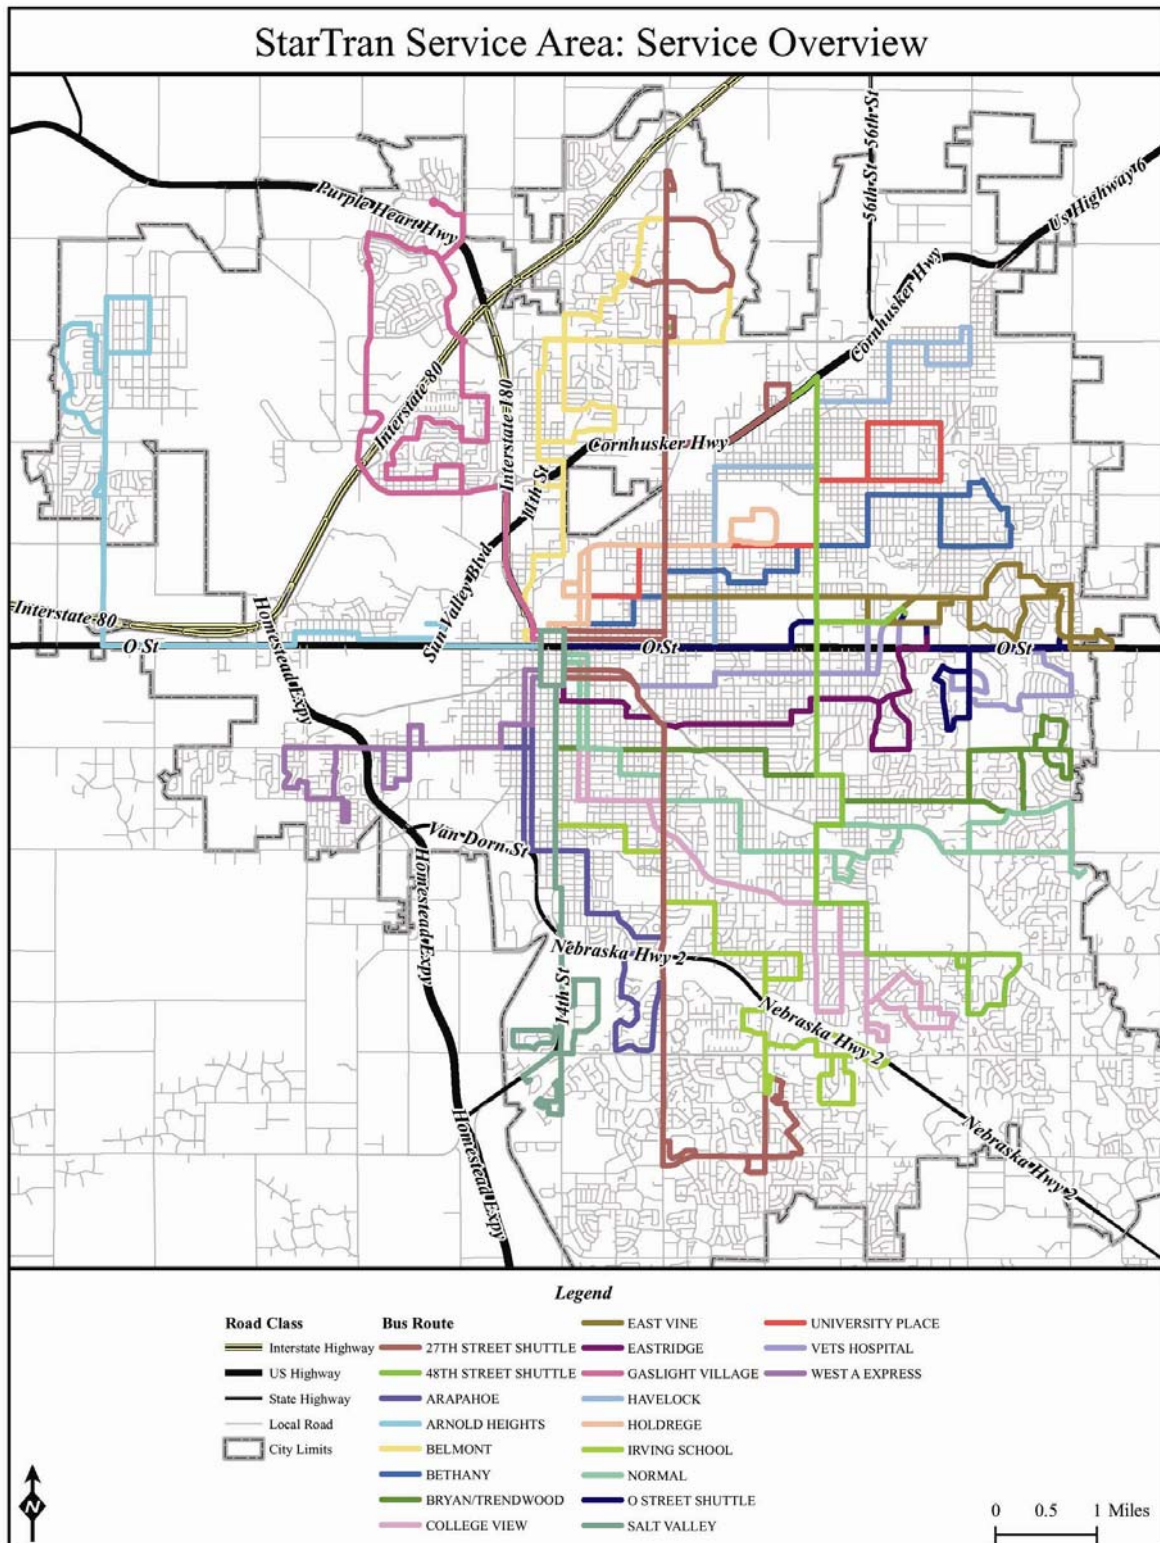 StarTran Service Area: Service Overview
56th St
56th St
Us Highway 6
Purple Heart Hwy
Cornhusker Hwy
Interstate 80
Interstate 180
Cornhusker Hwy
11th St
Sun Valley Blvd
Interstate 80
Homestead Expy
O St
O St
O St
Van Dorn St
Homestead Expy
Nebraska Hwy 2
14th St
Nebraska Hwy 2
Homestead Expy
Nebraska Hwy 2
Legend
Road Class
Interstate Highway
US Highway
State Highway
Local Road
City Limits
Bus Route
27TH STREET SHUTTLE
48TH STREET SHUTTLE
ARAPAHOE
ARNOLD HEIGHTS
BELMONT
BETHANY
BRYAN/TRENDWOOD
COLLEGE VIEW
EAST VINE
EASTRIDGE
GASLIGHT VILLAGE
HAVELOCK
HOLDREGE
IRVING SCHOOL
NORMAL
O STREET SHUTTLE
SALT VALLEY
UNIVERSITY PLACE
VETS HOSPITAL
WEST A EXPRESS
N
0 0.5 1 Miles